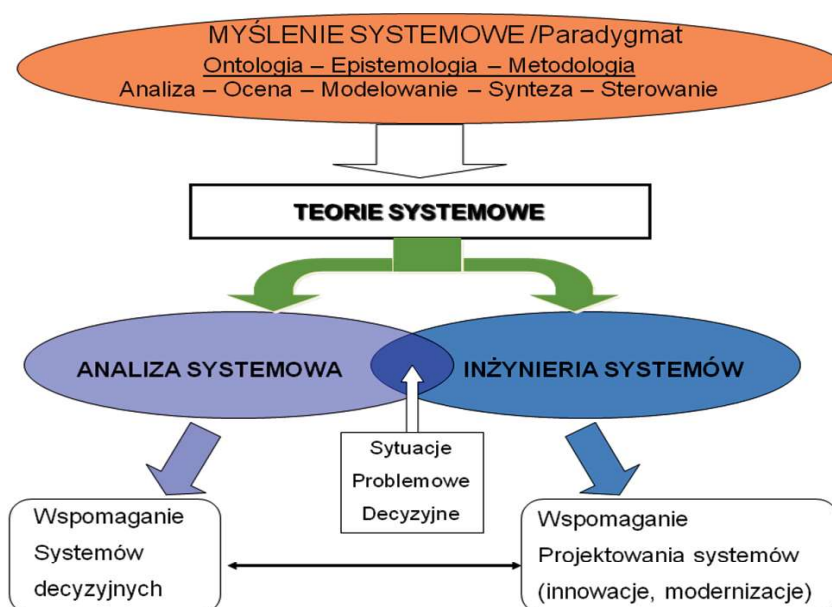 MYŚLENIE SYSTEMOWE /Paradygmat
Ontologia – Epistemologia – Metodologia
Analiza – Ocena – Modelowanie – Synteza – Sterowanie
TEORIE SYSTEMOWE
ANALIZA SYSTEMOWA
INŻYNIERIA SYSTEMÓW
Sytuacje
Problemowe
Decyzyjne
Wspomaganie
Systemów
decyzyjnych
Wspomaganie
Projektowania systemów
(innowacje, modernizacje)